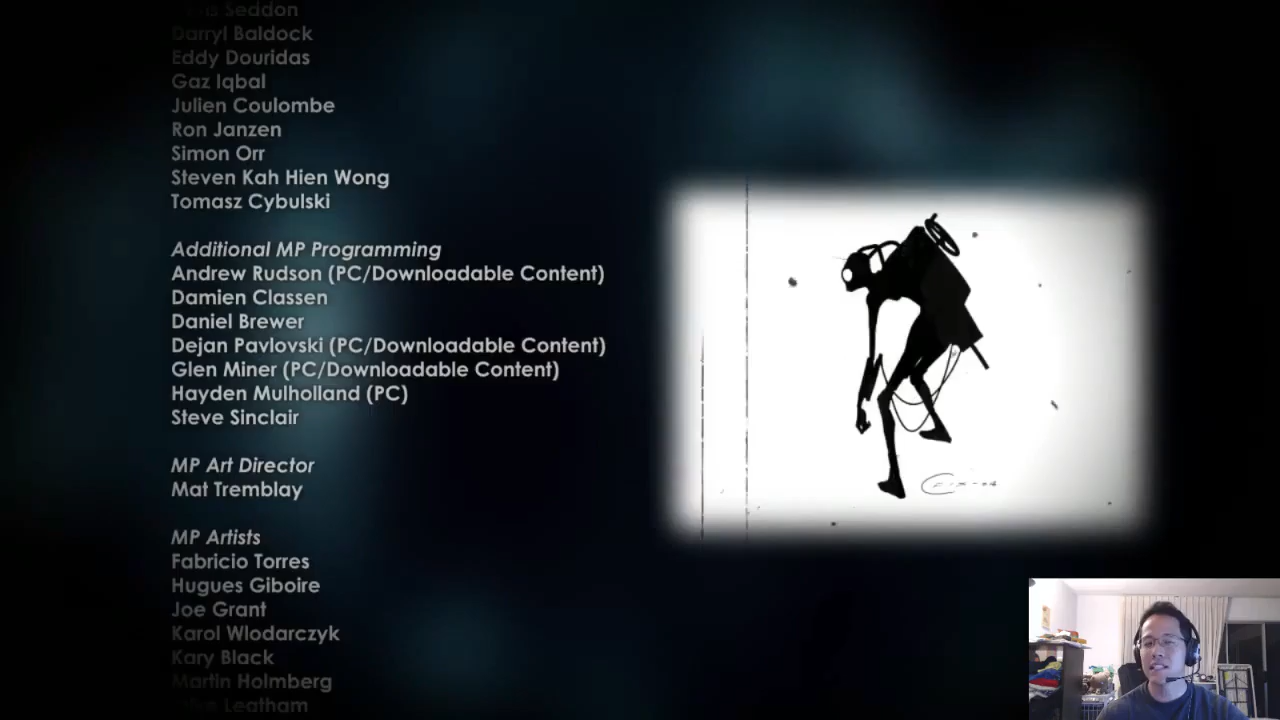 Seddon
Darryl Baldock
Eddy Douridas
Gaz Iqbal
Julien Coulombe
Ron Janzen
Simon Orr
Steven Kah Hien Wong
Tomasz Cybulski
Additional MP Programming
Andrew Rudson (PC/Downloadable Content)
Damien Classen
Daniel Brewer
Dejan Pavlovski (PC/Downloadable Content)
Glen Miner (PC/Downloadable Content)
Hayden Mulholland (PC)
Steve Sinclair
MP Art Director
Mat Tremblay
MP Artists
Fabricio Torres
Hugues Giboire
Joe Grant
Karol Wlodarczyk
Kary Black
Martin Holmberg
Leatham